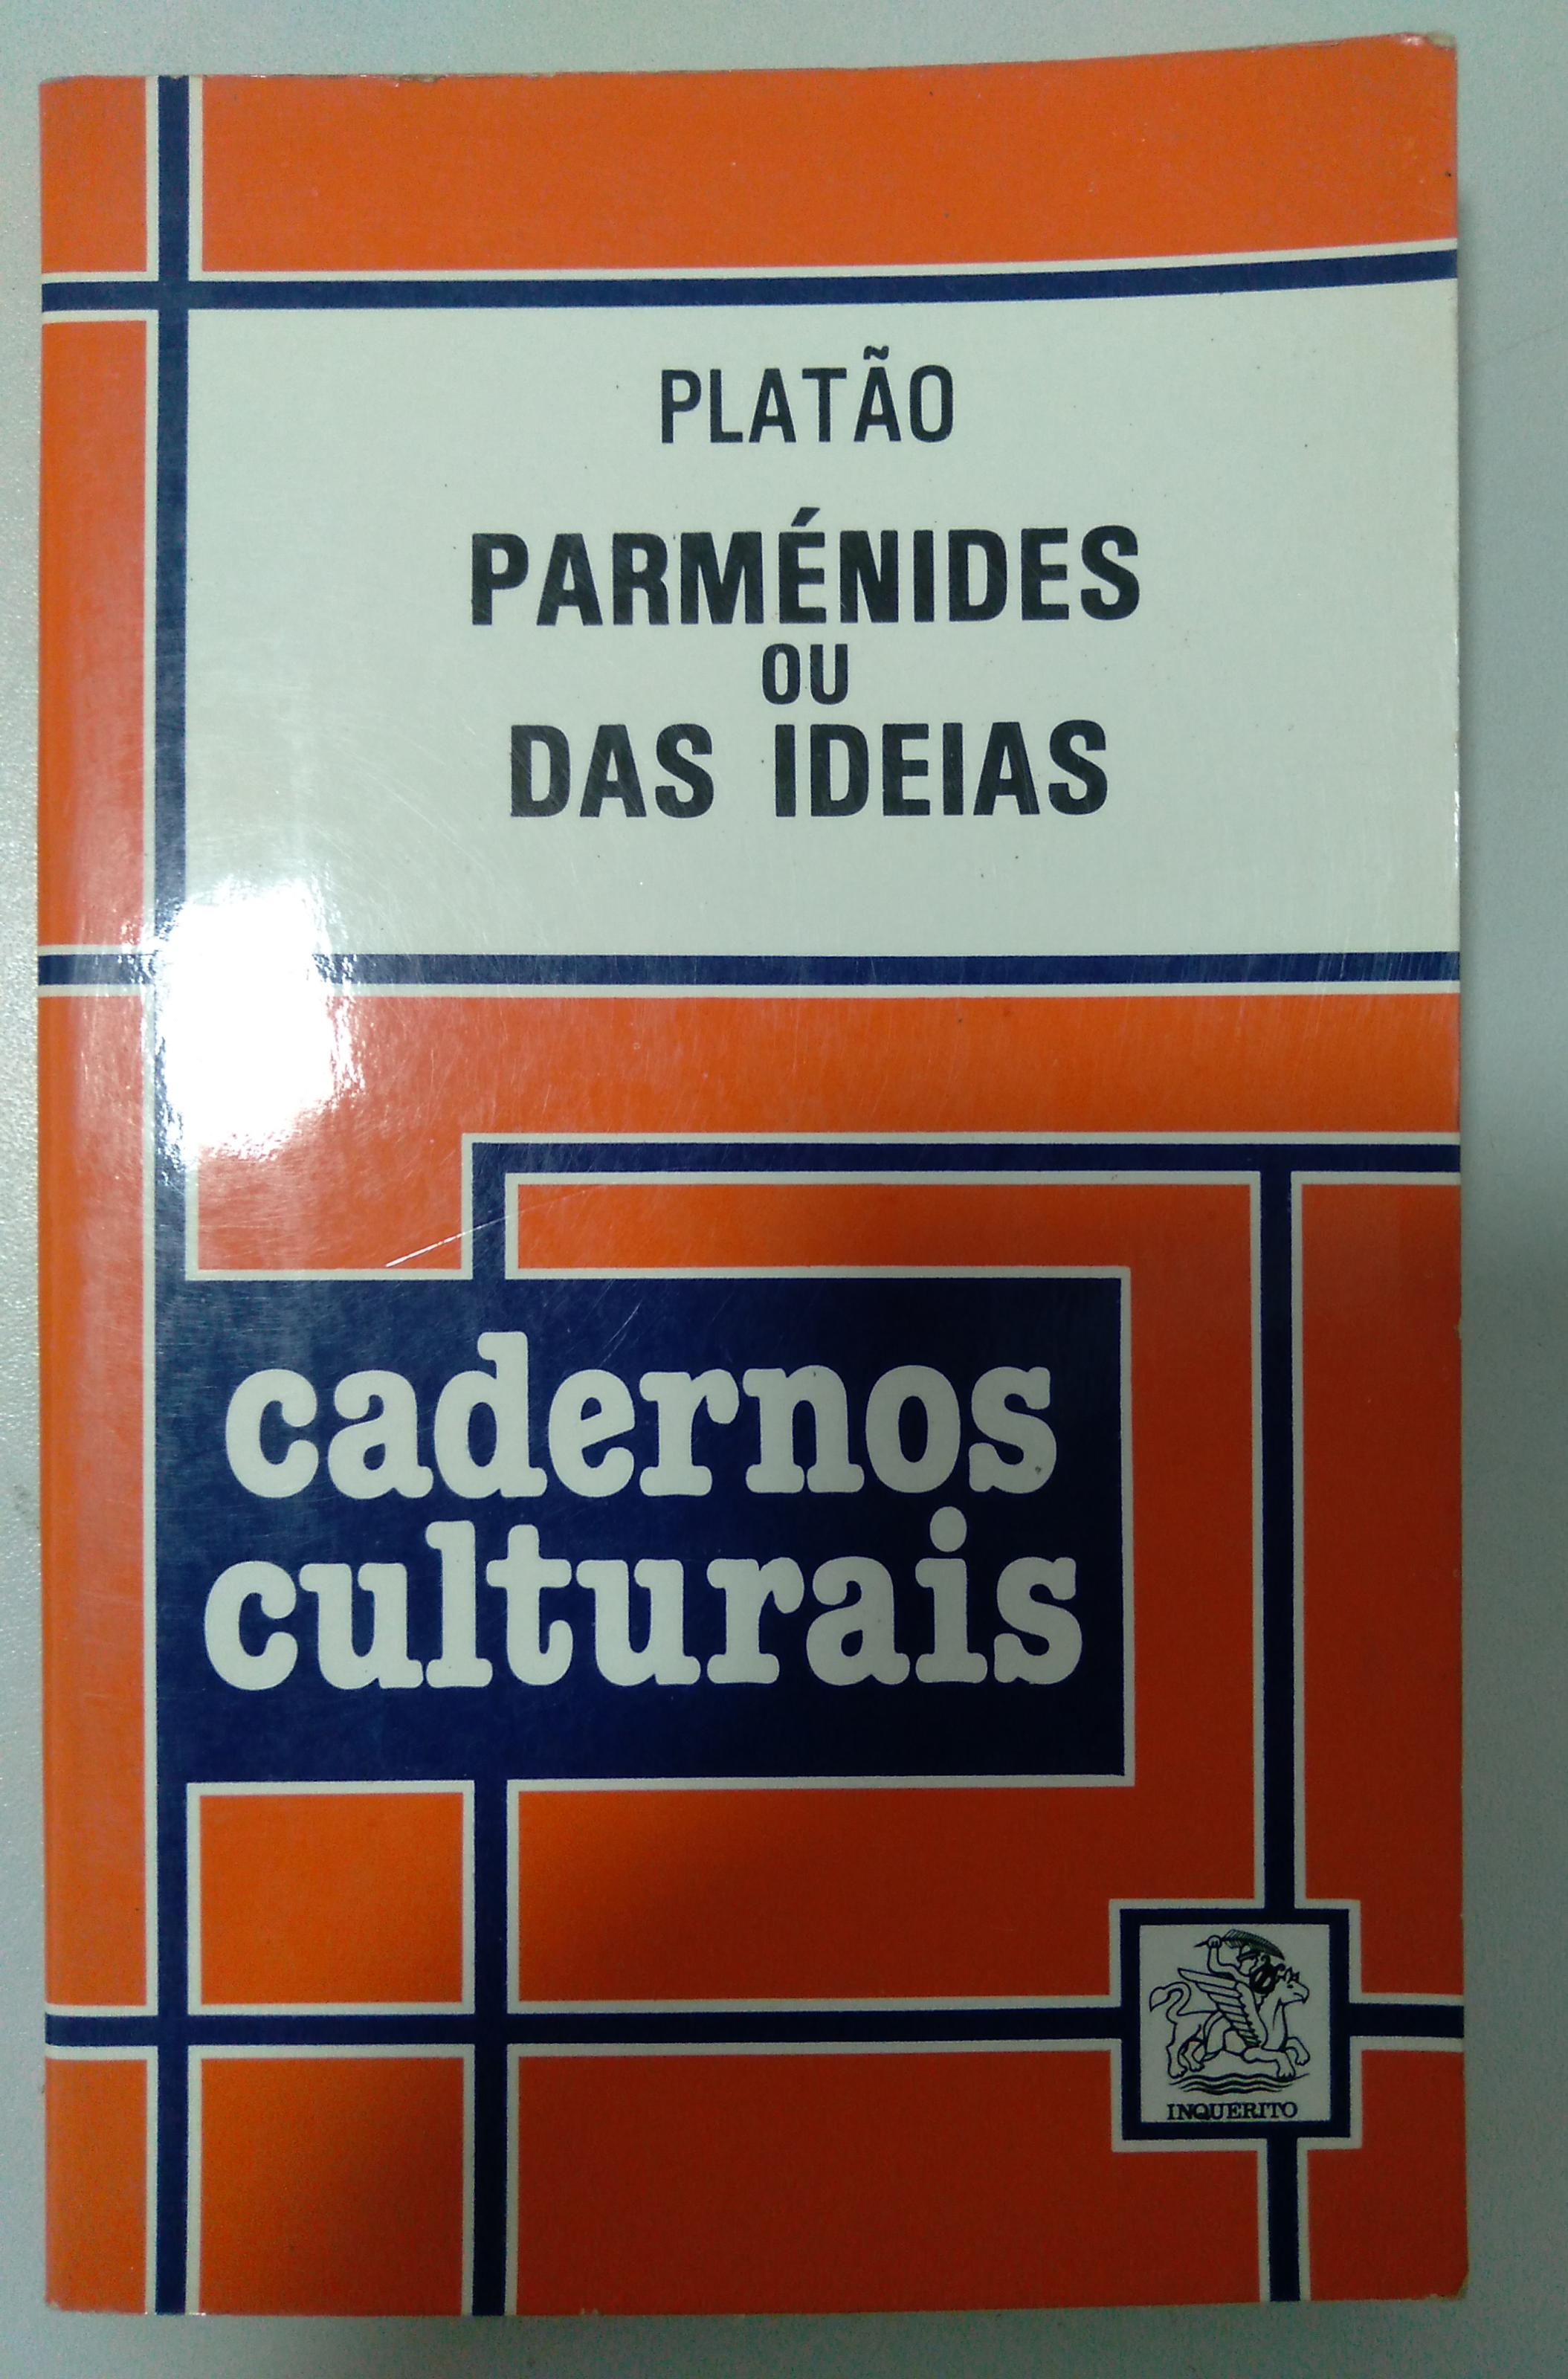 PLATÃO
PARMÉNIDES
OU
DAS IDEIAS
cadernos
culturais
INQUERITO